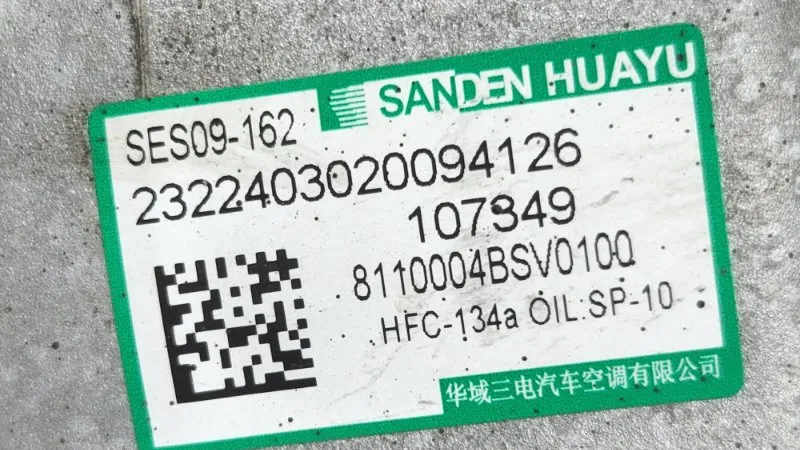 SANDEN HUAYU
SES09-162
2322403020094126
107349
8110004BSV0100
HFC-134a OIL:SP-10
华域三电汽车空调有限公司